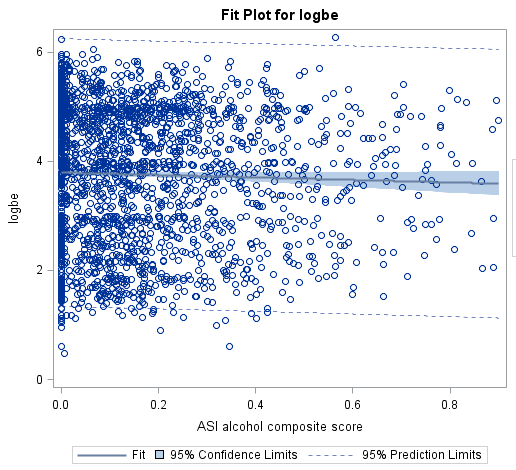 Fit Plot for logbe
6
4
2
0
logbe
0.0 0.2 0.4 0.6 0.8
ASI alcohol composite score
Fit 95% Confidence Limits 95% Prediction Limits